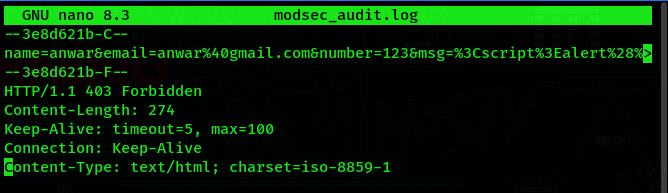 GNU nano 8.3 modsec_audit.log
--3e8d621b-C--
name=anwar&email=anwar%40gmail.com&number=123&msg=%3Cscript%3Ealert%28%>
--3e8d621b-F--
HTTP/1.1 403 Forbidden
Content-Length: 274
Keep-Alive: timeout=5, max=100
Connection: Keep-Alive
Content-Type: text/html; charset=iso-8859-1